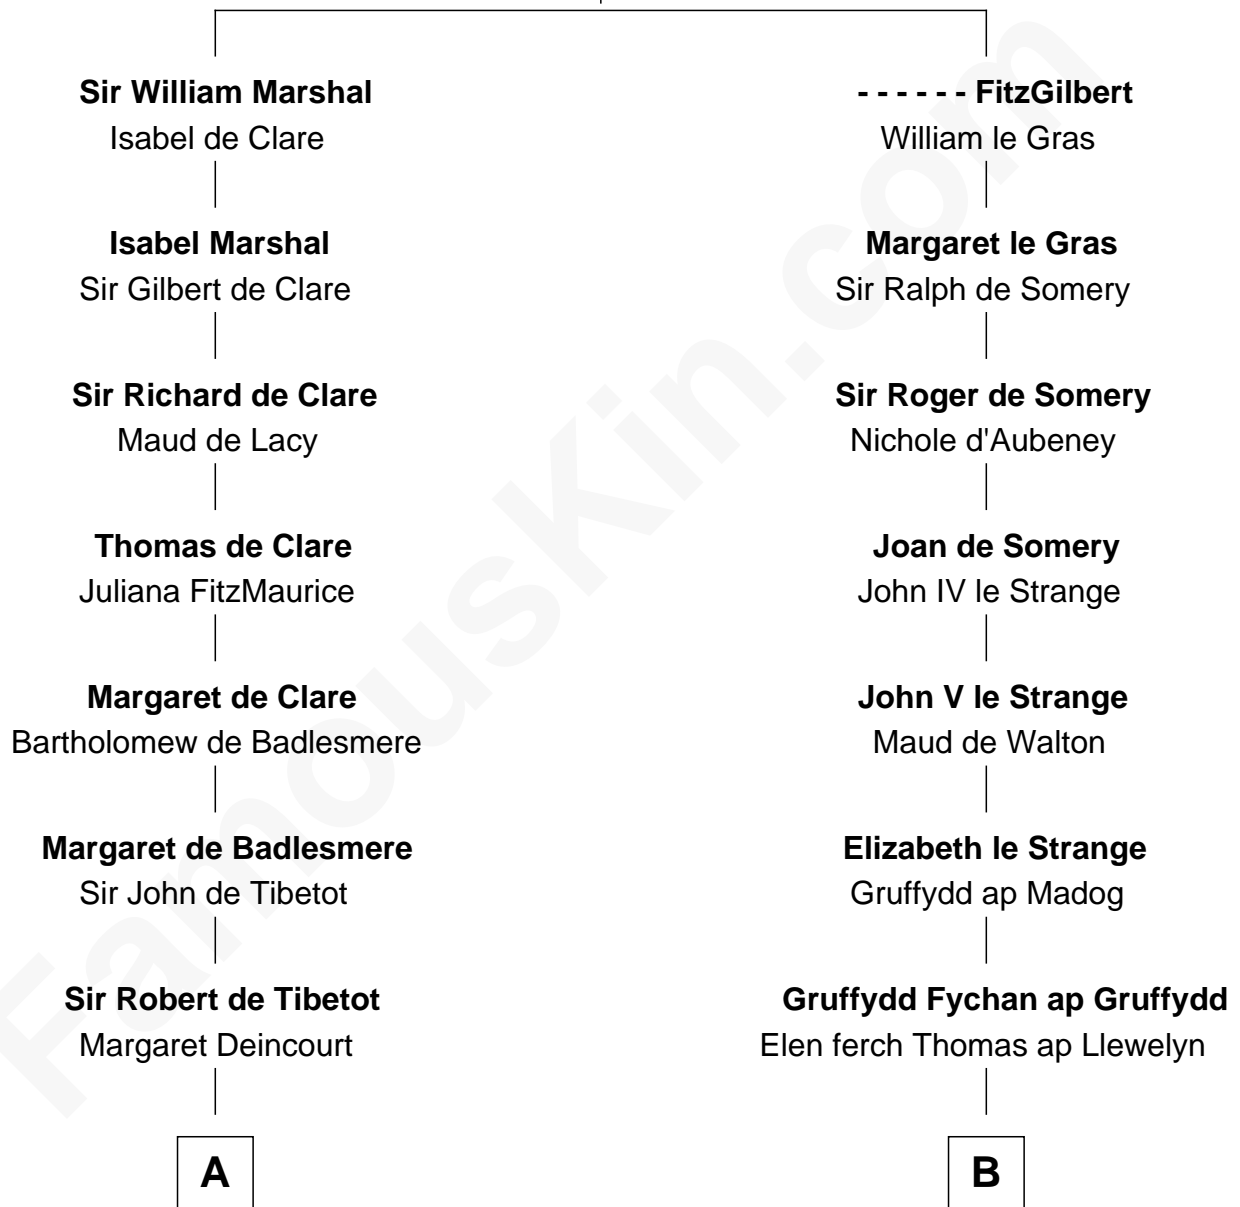 Sir William Marshal
Isabel de Clare
Isabel Marshal
Sir Gilbert de Clare
Sir Richard de Clare
Maud de Lacy
Thomas de Clare
Juliana FitzMaurice
Margaret de Clare
Bartholomew de Badlesmere
Margaret de Badlesmere
Sir John de Tibetot
Sir Robert de Tibetot
Margaret Deincourt
A
- - - - - - FitzGilbert
William le Gras
Margaret le Gras
Sir Ralph de Somery
Sir Roger de Somery
Nichole d'Aubeney
Joan de Somery
John IV le Strange
John V le Strange
Maud de Walton
Elizabeth le Strange
Gruffydd ap Madog
Gruffydd Fychan ap Gruffydd
Elen ferch Thomas ap Llewelyn
B
FamousKin.com